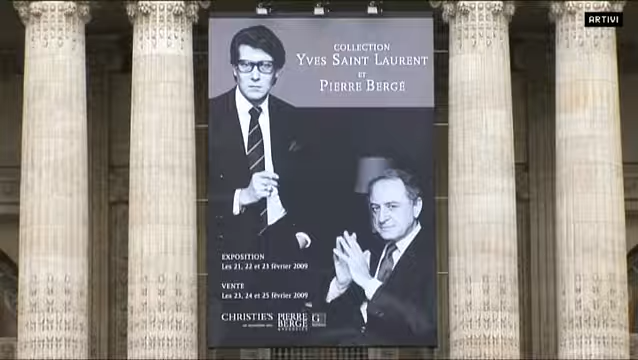 ARTIVI
COLLECTION
YVES SAINT LAURENT
ET
PIERRE BERGÉ
EXPOSITION
Les 21, 22 et 23 février 2009
VENTE
Les 23, 24 et 25 février 2009
CHRISTIE'S
PIERRE
BERGÉ
G